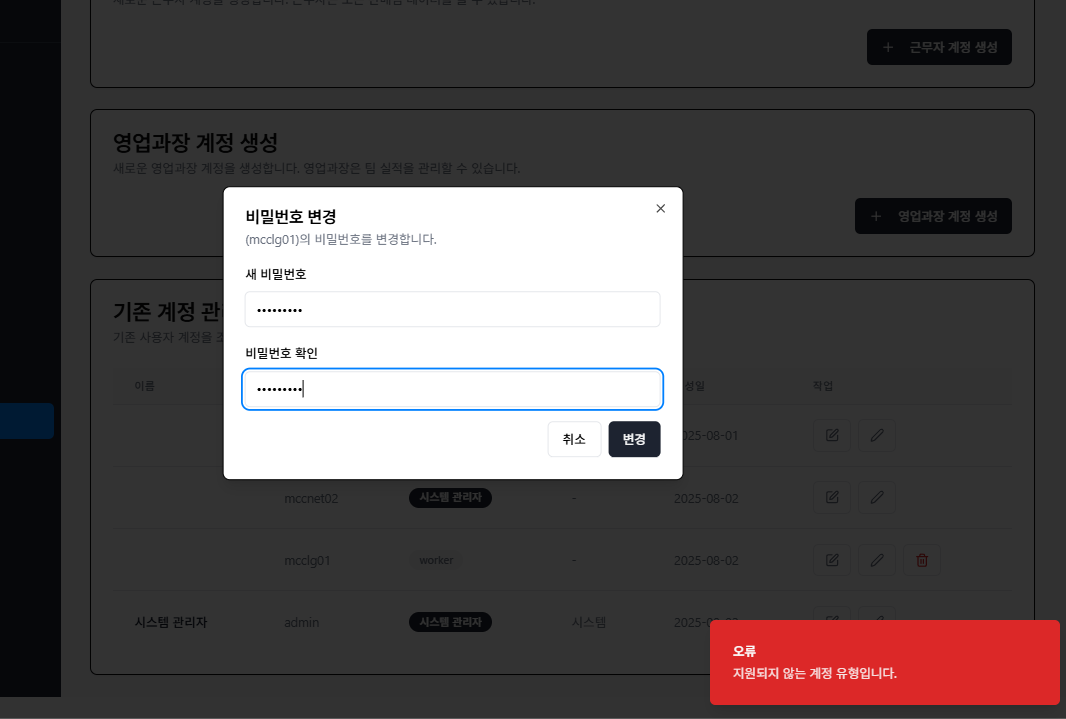 근무자 계정 생성
영업과장 계정 생성
새로운 영업과장 계정을 생성합니다. 영업과장은 팀 실적을 관리할 수 있습니다.
영업과장 계정 생성
비밀번호 변경
(mcclg01)의 비밀번호를 변경합니다.
새 비밀번호
•••••••••
비밀번호 확인
•••••••••
취소
변경
기존 계정 관
기존 사용자 계정을 조
이름
성일
작업
025-08-01
mccnet02 시스템 관리자 - 2025-08-02
mcclg01 worker - 2025-08-02
시스템 관리자 admin 시스템 관리자 시스템 2025-
오류
지원되지 않는 계정 유형입니다.